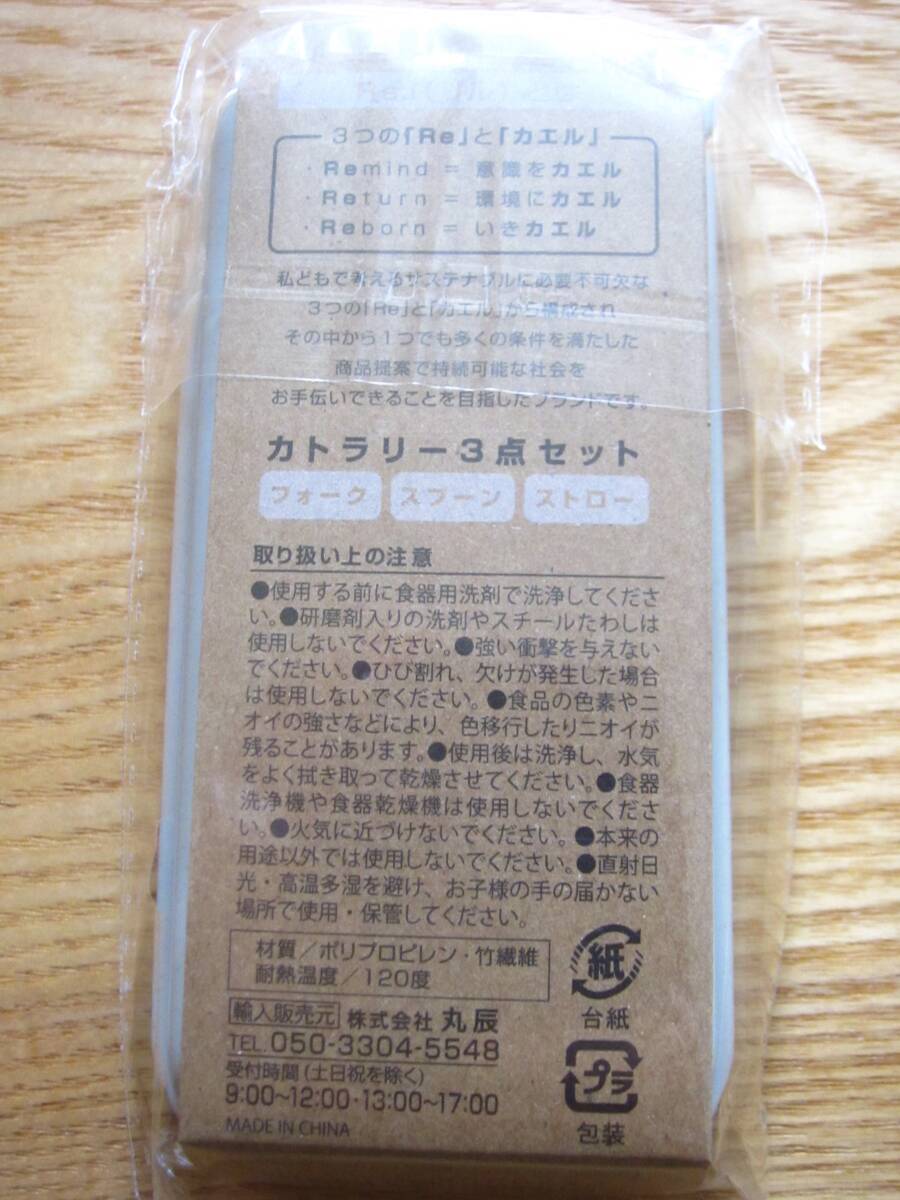 3つの「Re」と「カエル」
・Remind = 意識をカエル
・Return = 環境にカエル
・Reborn = いきカエル
私どもで考えるサステナブルに必要不可欠な
3つの「Re」と「カエル」から構成され
その中から1つでも多くの条件を満たした
商品提案で持続可能な社会を
お手伝いできることを目指したブランドです。
カトラリー3点セット
フォーク スプーン ストロー
取り扱い上の注意
●使用する前に食器用洗剤で洗浄してくださ
い。●研磨剤入りの洗剤やスチールたわしは
使用しないでください。●強い衝撃を与えない
でください。●ひび割れ、欠けが発生した場合
は使用しないでください。●食品の色素やニ
オイの強さなどにより、色移行したりニオイが
残ることがあります。●使用後は洗浄し、水気
をよく拭き取って乾燥させてください。●食器
洗浄機や食器乾燥機は使用しないでくださ
い。●火気に近づけないでください。●本来の
用途以外では使用しないでください。●直射日
光・高温多湿を避け、お子様の手の届かない
場所で使用・保管してください。
材質/ポリプロピレン・竹繊維
耐熱温度/120度
紙
台紙
輸入販売元 株式会社 丸辰
TEL 050-3304-5548
受付時間(土日祝を除く)
9:00~12:00・13:00~17:00
MADE IN CHINA
プラ
包装